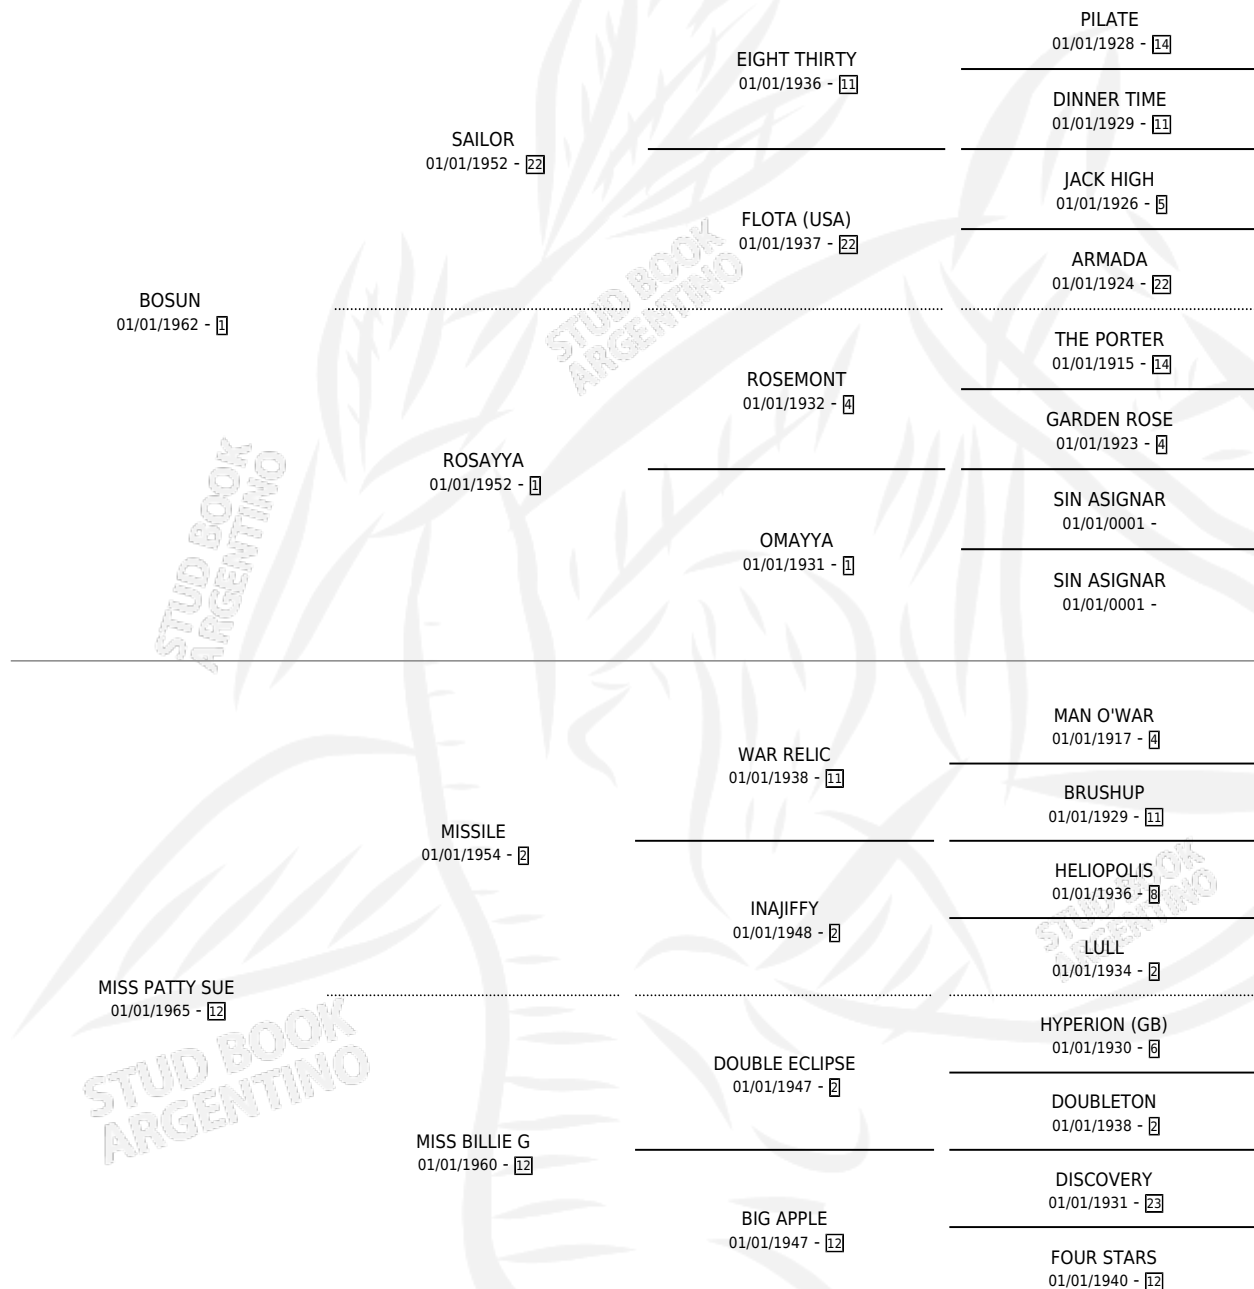 PILATE
01/01/1928 - 14
EIGHT THIRTY
01/01/1936 - 11
DINNER TIME
01/01/1929 - 11
SAILOR
01/01/1952 - 22
JACK HIGH
01/01/1926 - 5
FLOTA (USA)
01/01/1937 - 22
ARMADA
01/01/1924 - 22
BOSUN
01/01/1962 - 1
THE PORTER
01/01/1915 - 14
ROSEMONT
01/01/1932 - 4
GARDEN ROSE
01/01/1923 - 4
ROSAYYA
01/01/1952 - 1
SIN ASIGNAR
01/01/0001 -
OMAYYA
01/01/1931 - 1
SIN ASIGNAR
01/01/0001 -
MAN O'WAR
01/01/1917 - 4
WAR RELIC
01/01/1938 - 11
BRUSHUP
01/01/1929 - 11
MISSILE
01/01/1954 - 2
HELIOPOLIS
01/01/1936 - 8
INAJIFFY
01/01/1948 - 2
LULL
01/01/1934 - 2
MISS PATTY SUE
01/01/1965 - 12
HYPERION (GB)
01/01/1930 - 6
DOUBLE ECLIPSE
01/01/1947 - 2
DOUBLETON
01/01/1938 - 2
MISS BILLIE G
01/01/1960 - 12
DISCOVERY
01/01/1931 - 23
BIG APPLE
01/01/1947 - 12
FOUR STARS
01/01/1940 - 12
STUD BOOK
ARGENTINO
STUD BOOK
ARGENTINO
STUD BOOK
ARGENTINO
STUD BOOK
ARGENTINO